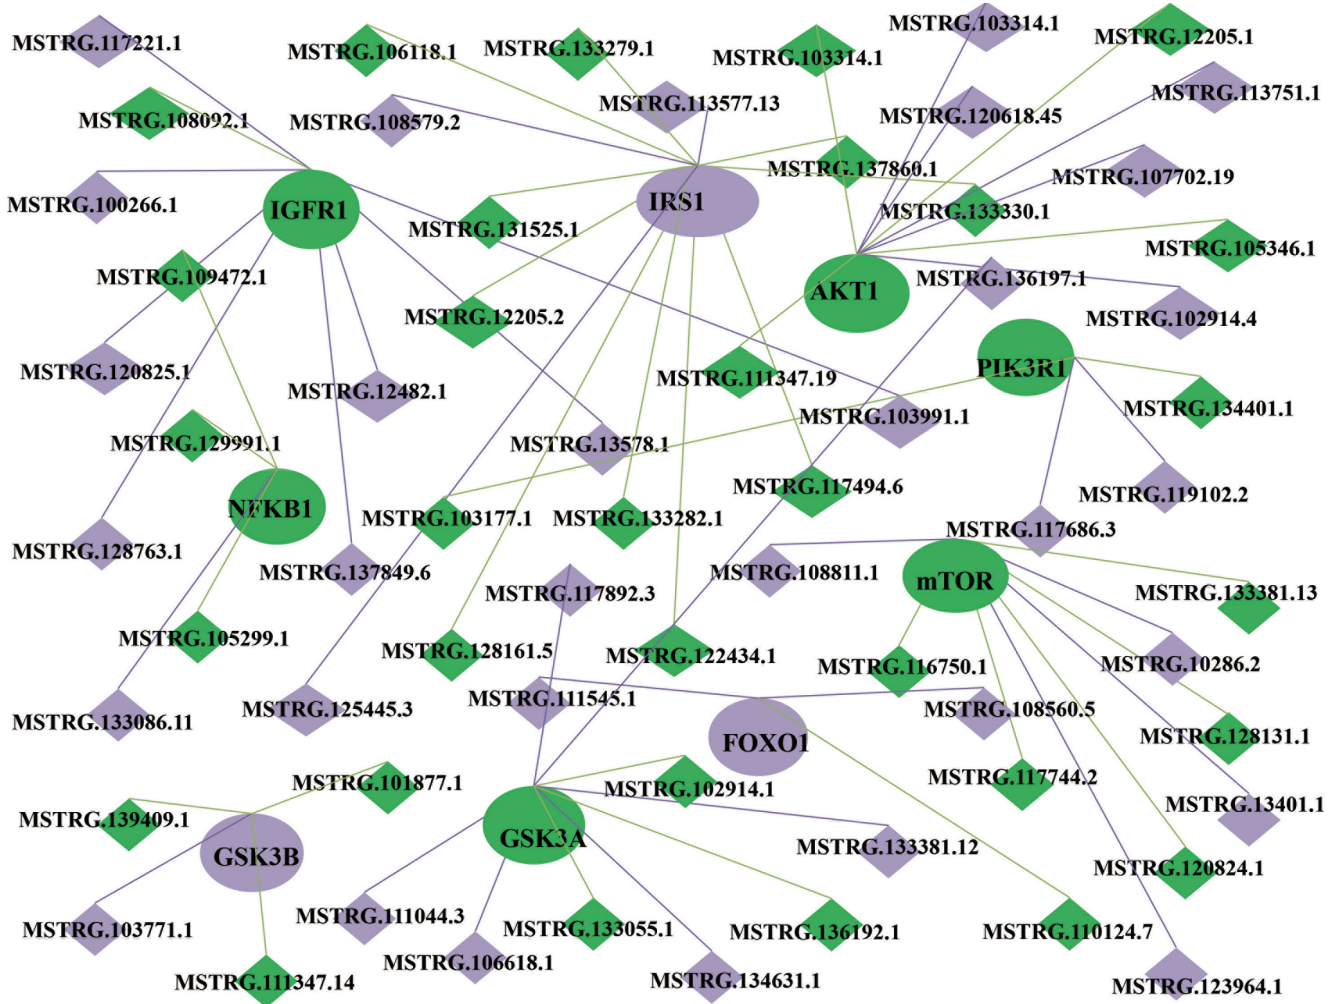 MSTRG.117221.1
MSTRG.106118.1
MSTRG.133279.1
MSTRG.103314.1
MSTRG.103314.1
MSTRG.12205.1
MSTRG.108092.1
MSTRG.108579.2
MSTRG.113577.13
MSTRG.120618.45
MSTRG.113751.1
MSTRG.137860.1
MSTRG.107702.19
MSTRG.100266.1
IGFR1
IRS1
MSTRG.133330.1
MSTRG.131525.1
MSTRG.105346.1
MSTRG.109472.1
MSTRG.136197.1
AKT1
MSTRG.12205.2
MSTRG.102914.4
MSTRG.120825.1
MSTRG.12482.1
MSTRG.111347.19
PIK3R1
MSTRG.134401.1
MSTRG.103991.1
MSTRG.129991.1
MSTRG.13578.1
MSTRG.117494.6
MSTRG.119102.2
NFKB1
MSTRG.103177.1
MSTRG.133282.1
MSTRG.117686.3
MSTRG.128763.1
MSTRG.137849.6
MSTRG.108811.1
mTOR
MSTRG.117892.3
MSTRG.133381.13
MSTRG.105299.1
MSTRG.128161.5
MSTRG.122434.1
MSTRG.116750.1
MSTRG.10286.2
MSTRG.133086.11
MSTRG.125445.3
MSTRG.111545.1
MSTRG.108560.5
FOXO1
MSTRG.128131.1
MSTRG.101877.1
MSTRG.102914.1
MSTRG.117744.2
MSTRG.13401.1
MSTRG.139409.1
GSK3B
GSK3A
MSTRG.133381.12
MSTRG.120824.1
MSTRG.103771.1
MSTRG.111044.3
MSTRG.133055.1
MSTRG.136192.1
MSTRG.110124.7
MSTRG.106618.1
MSTRG.111347.14
MSTRG.134631.1
MSTRG.123964.1